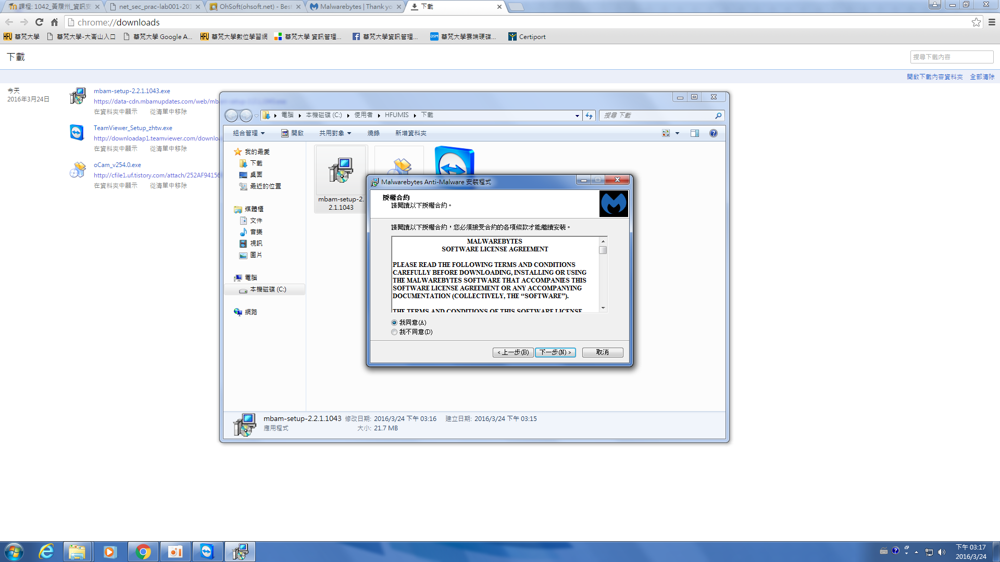 課程: 1042_黃履州_資訊安
net_sec_prac-lab001-201
OhSoft(ohsoft.net) - Best
Malwarebytes | Thank yo
下載
chrome://downloads
華梵大學
華梵大學-大崙山入口
華梵大學 Google A...
華梵大學數位學習網
華梵大學 資訊管理...
華梵大學資訊管理...
華梵大學雲端硬碟...
Certiport
下載
搜尋下載內容
開啟下載內容資料夾
全部清除
今天
2016年3月24日
mbam-setup-2.2.1.1043.exe
https://data-cdn.mbamupdates.com/web/mb
在資料夾中顯示 從清單中移除
TeamViewer_Setup_zhtw.exe
http://downloadap1.teamviewer.com/downloa
在資料夾中顯示 從清單中移除
oCam_v254.0.exe
http://cfile1.uf.tistory.com/attach/252AF94156
在資料夾中顯示 從清單中移除
電腦 本機磁碟 (C:) 使用者 HFUMIS 下載
搜尋 下載
組合管理 開啟 共用對象 燒錄 新增資料夾
我的最愛
下載
桌面
最近的位置
媒體櫃
文件
音樂
視訊
圖片
電腦
本機磁碟 (C:)
網路
mbam-setup-2.
2.1.1043
Malwarebytes Anti-Malware 安裝程式
授權合約
請閱讀以下授權合約。
請閱讀以下授權合約，您必須接受合約的各項條款才能繼續安裝。
MALWAREBYTES
SOFTWARE LICENSE AGREEMENT
PLEASE READ THE FOLLOWING TERMS AND CONDITIONS
CAREFULLY BEFORE DOWNLOADING, INSTALLING OR USING
THE MALWAREBYTES SOFTWARE THAT ACCOMPANIES THIS
SOFTWARE LICENSE AGREEMENT OR ANY ACCOMPANYING
DOCUMENTATION (COLLECTIVELY, THE “SOFTWARE”).
THE TERMS AND CONDITIONS OF THIS SOFTWARE LICENSE
我同意(A)
我不同意(D)
< 上一步(B) 下一步(N) > 取消
mbam-setup-2.2.1.1043 修改日期: 2016/3/24 下午 03:16 建立日期: 2016/3/24 下午 03:15
應用程式 大小: 21.7 MB
下午 03:17
2016/3/24